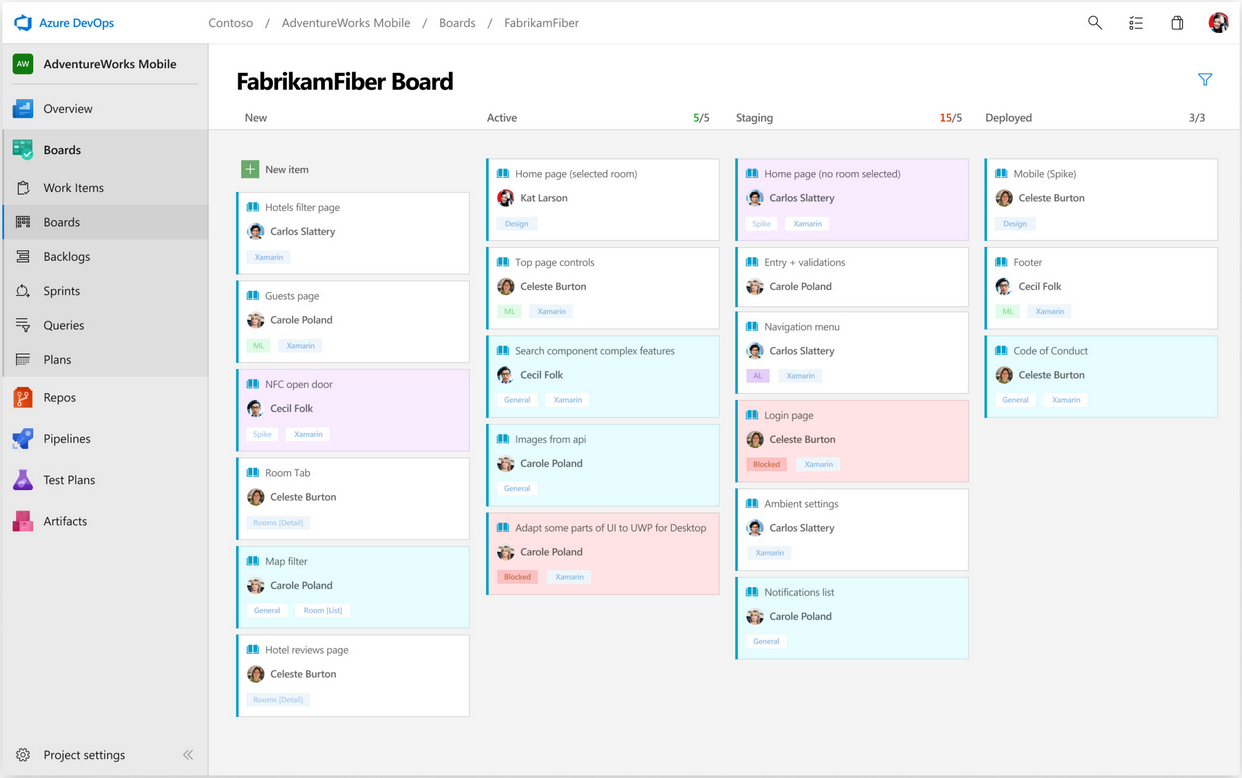 Azure DevOps
Contoso / AdventureWorks Mobile / Boards / FabrikamFiber
AW AdventureWorks Mobile
Overview
Boards
Work Items
Boards
Backlogs
Sprints
Queries
Plans
Repos
Pipelines
Test Plans
Artifacts
Project settings
FabrikamFiber Board
New
New item
Hotels filter page
Carlos Slattery
Xamarin
Guests page
Carole Poland
ML Xamarin
NFC open door
Cecil Folk
Spike Xamarin
Room Tab
Celeste Burton
Rooms [Detail]
Map filter
Carole Poland
General Room [List]
Hotel reviews page
Celeste Burton
Rooms [Detail]
Active 5/5
Home page (selected room)
Kat Larson
Design
Top page controls
Celeste Burton
ML Xamarin
Search component complex features
Cecil Folk
General Xamarin
Images from api
Carole Poland
General
Adapt some parts of UI to UWP for Desktop
Carole Poland
Blocked Xamarin
Staging 15/5
Home page (no room selected)
Carlos Slattery
Spike Xamarin
Entry + validations
Carole Poland
Navigation menu
Carlos Slattery
AL Xamarin
Login page
Celeste Burton
Blocked Xamarin
Ambient settings
Carlos Slattery
Xamarin
Notifications list
Carole Poland
General
Deployed 3/3
Mobile (Spike)
Celeste Burton
Design
Footer
Cecil Folk
ML Xamarin
Code of Conduct
Celeste Burton
General Xamarin